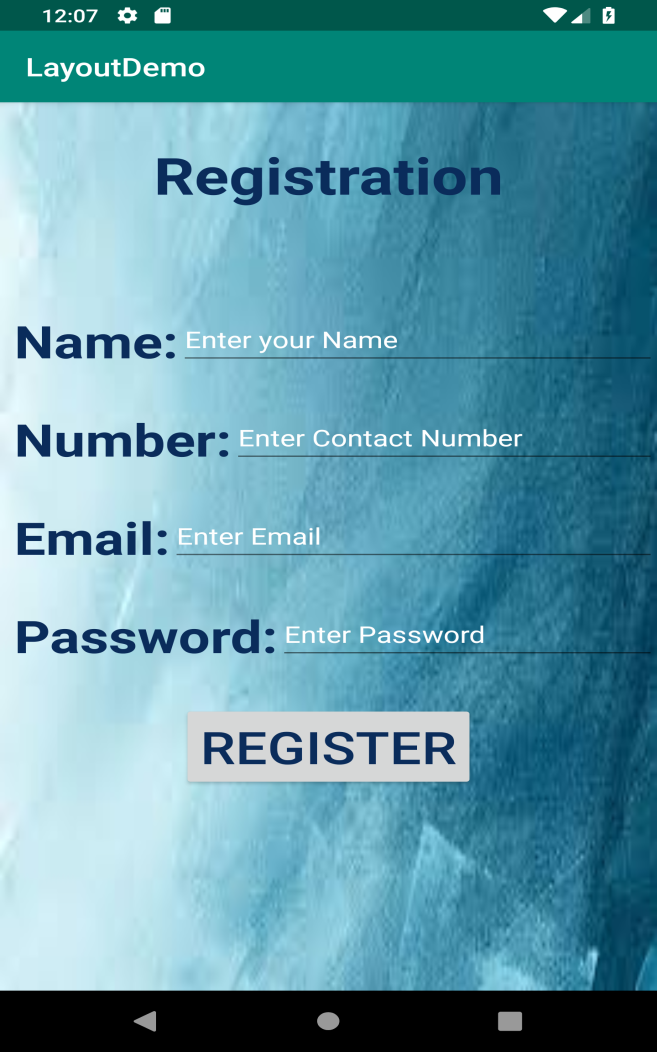 12:07
LayoutDemo
Registration
Name: Enter your Name
Number: Enter Contact Number
Email: Enter Email
Password: Enter Password
REGISTER